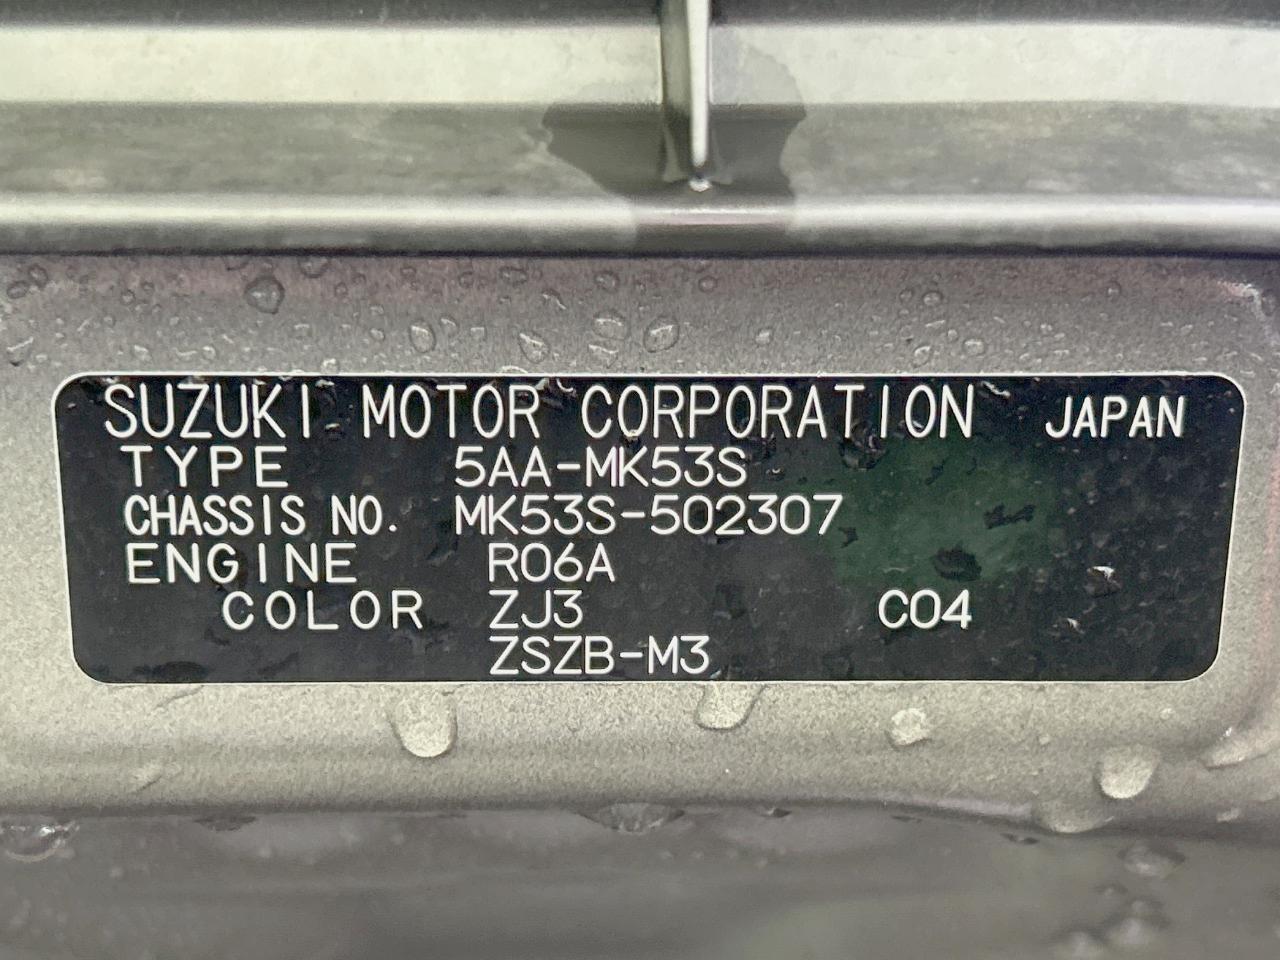 SUZUKI MOTOR CORPORATION JAPAN
TYPE 5AA-MK53S
CHASSIS NO. MK53S-502307
ENGINE R06A
COLOR ZJ3 C04
ZSZB-M3